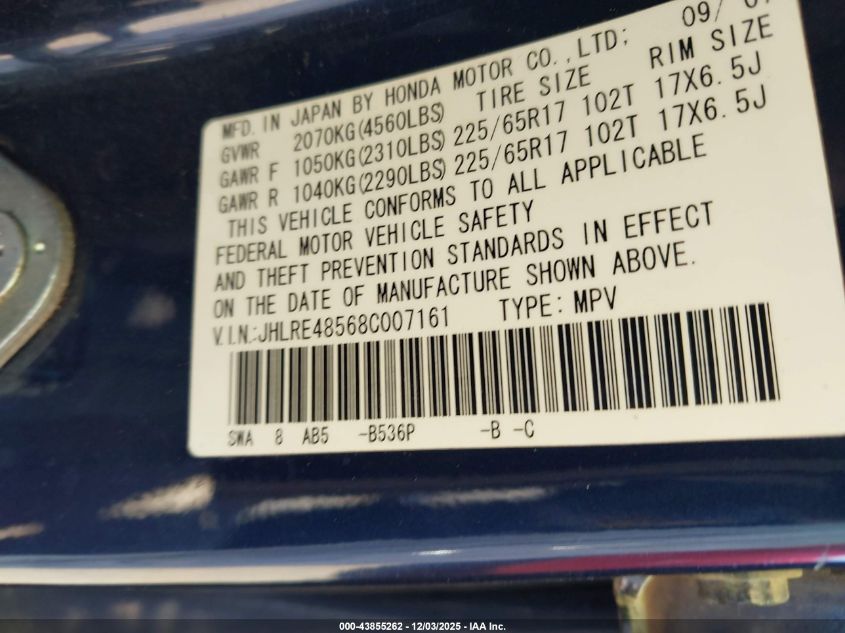 MFD. IN JAPAN BY HONDA MOTOR CO.,LTD; 09/
GVWR 2070KG(4560LBS) TIRE SIZE RIM SIZE
GAWR F 1050KG(2310LBS) 225/65R17 102T 17X6.5J
GAWR R 1040KG(2290LBS) 225/65R17 102T 17X6.5J
THIS VEHICLE CONFORMS TO ALL APPLICABLE
FEDERAL MOTOR VEHICLE SAFETY
AND THEFT PREVENTION STANDARDS IN EFFECT
ON THE DATE OF MANUFACTURE SHOWN ABOVE.
V.I.N.:JHLRE48568C007161 TYPE: MPV
SWA 8 AB5 -B536P -B -C
000-43855262 - 12/03/2025 - IAA Inc.